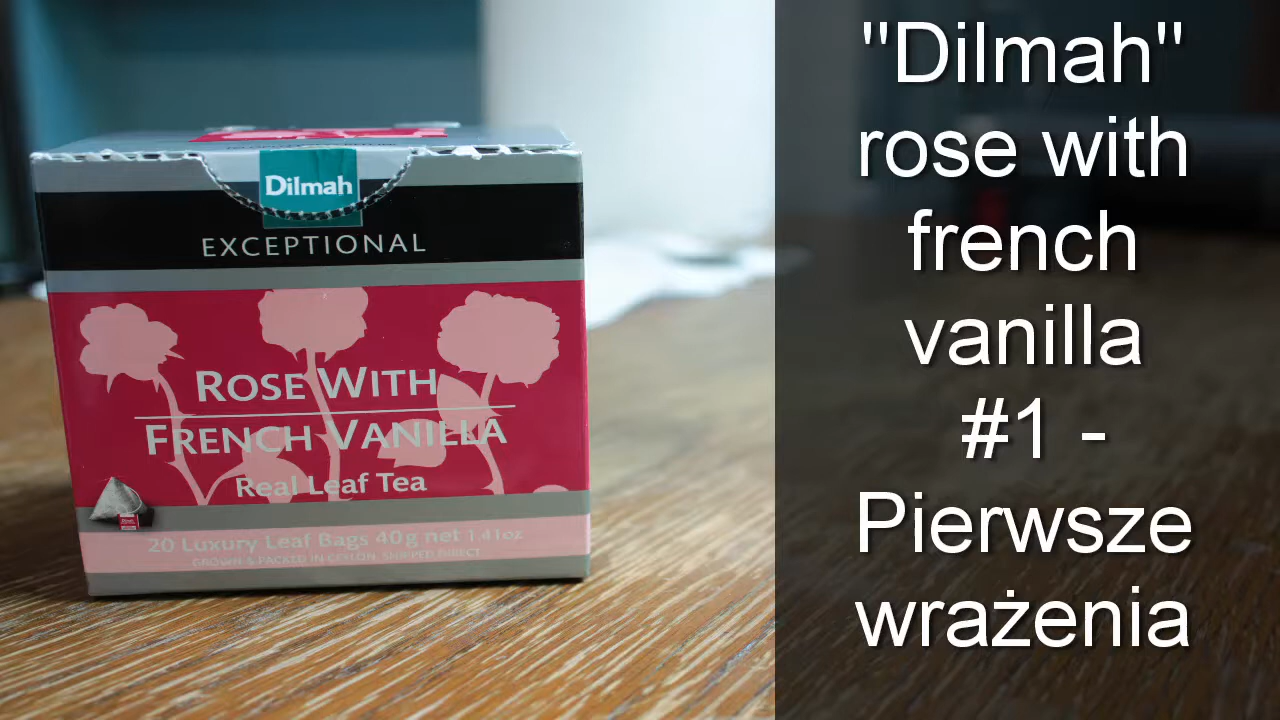 Dilmah
EXCEPTIONAL
ROSE WITH
FRENCH VANILLA
Real Leaf Tea
20 Luxury Leaf Bags 40g net 1.41oz
GROWN & PACKED IN CEYLON, SHIPPED DIRECT
"Dilmah"
rose with
french
vanilla
#1 -
Pierwsze
wrażenia